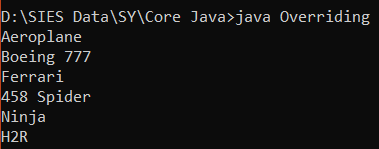 D:\SIES Data\SY\Core Java>java Overriding
Aeroplane
Boeing 777
Ferrari
458 Spider
Ninja
H2R